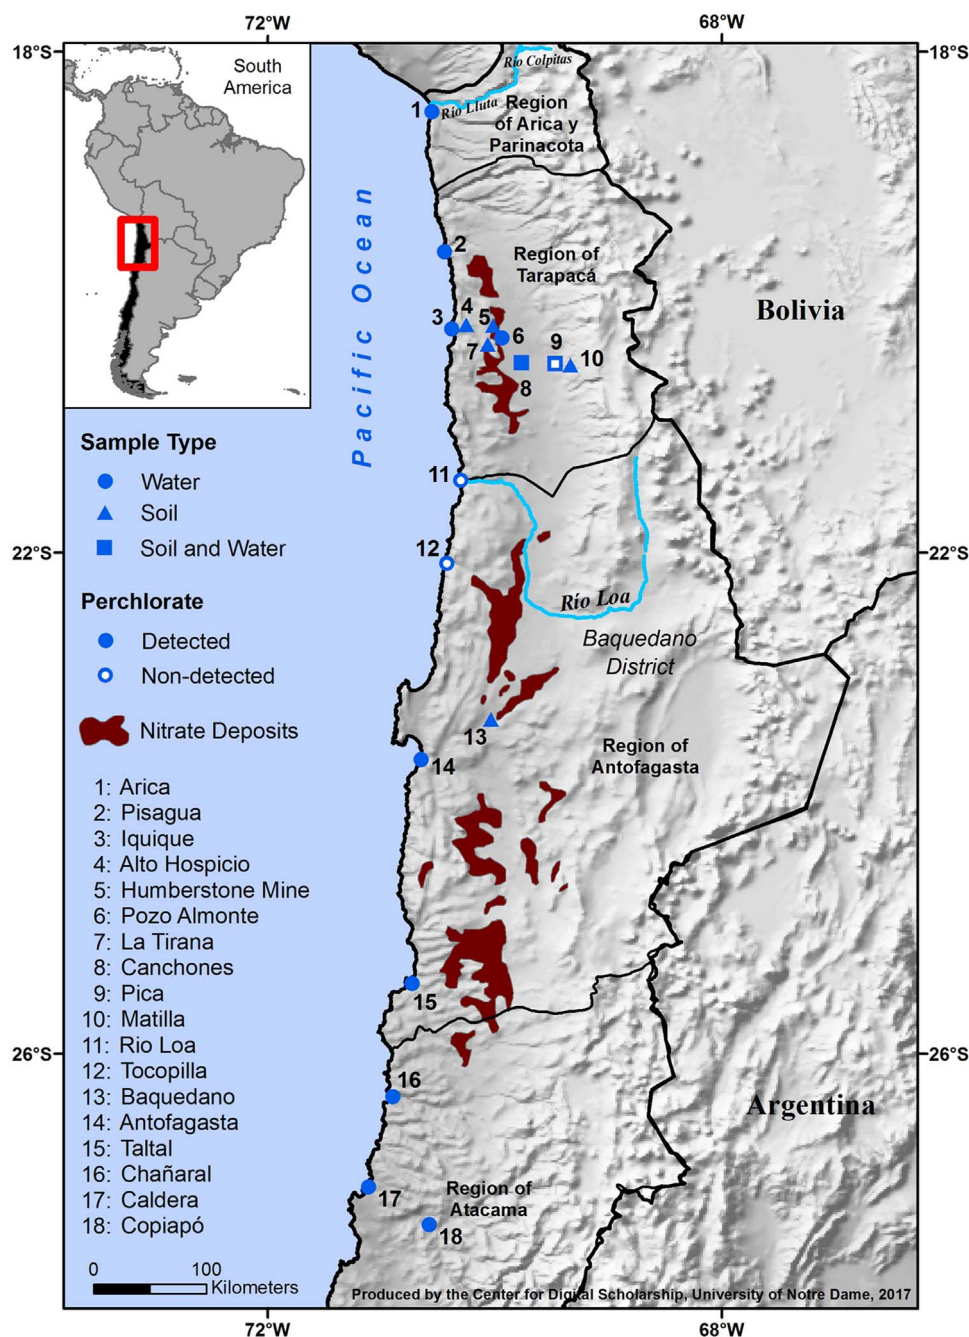 72°W
68°W
18°S
18°S
South
America
Río Colpitas
Río Lluta
1
Region
of Arica y
Parinacota
Pacific Ocean
2
Region of
Tarapacá
Bolivia
3
4
5
6
7
8
9
10
Sample Type
Water
Soil
Soil and Water
11
12
22°S
22°S
Río Loa
Perchlorate
Detected
Non-detected
Baquedano
District
Nitrate Deposits
13
14
Region of
Antofagasta
1: Arica
2: Pisagua
3: Iquique
4: Alto Hospicio
5: Humberstone Mine
6: Pozo Almonte
7: La Tirana
8: Canchones
9: Pica
10: Matilla
11: Rio Loa
12: Tocopilla
13: Baquedano
14: Antofagasta
15: Taltal
16: Chañaral
17: Caldera
18: Copiapó
15
26°S
26°S
16
Argentina
17
Region of
Atacama
18
0 100
Kilometers
Produced by the Center for Digital Scholarship, University of Notre Dame, 2017
72°W
68°W